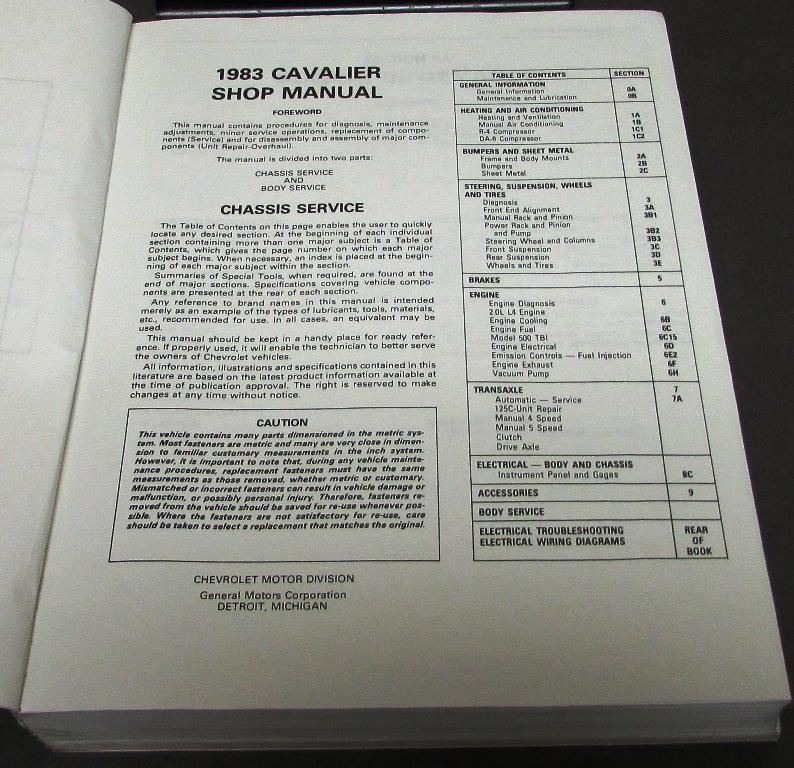 1983 CAVALIER
SHOP MANUAL
FOREWORD
This manual contains procedures for diagnosis, maintenance
adjustments, minor service operations, replacement of compo-
nents (Service) and for disassembly and assembly of major com-
ponents (Unit Repair-Overhaul).
The manual is divided into two parts:
CHASSIS SERVICE
AND
BODY SERVICE
CHASSIS SERVICE
The Table of Contents on this page enables the user to quickly
locate any desired section. At the beginning of each individual
section containing more than one major subject is a Table of
Contents, which gives the page number on which each major
subject begins. When necessary, an index is placed at the begin-
ning of each major subject within the section.
Summaries of Special Tools, when required, are found at the
end of major sections. Specifications covering vehicle compo-
nents are presented at the rear of each section.
Any reference to brand names in this manual is intended
merely as an example of the types of lubricants, tools, materials,
etc., recommended for use. In all cases, an equivalent may be
used.
This manual should be kept in a handy place for ready refer-
ence. If properly used, it will enable the technician to better serve
the owners of Chevrolet vehicles.
All information, illustrations and specifications contained in this
literature are based on the latest product information available at
the time of publication approval. The right is reserved to make
changes at any time without notice.
CAUTION
This vehicle contains many parts dimensioned in the metric sys-
tem. Most fasteners are metric and many are very close in dimen-
sion to familiar customary measurements in the inch system.
However, it is important to note that, during any vehicle mainte-
nance procedures, replacement fasteners must have the same
measurements as those removed, whether metric or customary.
Mismatched or incorrect fasteners can result in vehicle damage or
malfunction, or possibly personal injury. Therefore, fasteners re-
moved from the vehicle should be saved for re-use whenever pos-
sible. Where the fasteners are not satisfactory for re-use, care
should be taken to select a replacement that matches the original.
CHEVROLET MOTOR DIVISION
General Motors Corporation
DETROIT, MICHIGAN
TABLE OF CONTENTS SECTION
GENERAL INFORMATION
General Information 0A
Maintenance and Lubrication 0B
HEATING AND AIR CONDITIONING
Heating and Ventilation 1A
Manual Air Conditioning 1B
R-4 Compressor 1C1
DA-6 Compressor 1C2
BUMPERS AND SHEET METAL
Frame and Body Mounts 2A
Bumpers 2B
Sheet Metal 2C
STEERING, SUSPENSION, WHEELS
AND TIRES
Diagnosis 3
Front End Alignment 3A
Manual Rack and Pinion 3B1
Power Rack and Pinion
and Pump 3B2
Steering Wheel and Columns 3B3
Front Suspension 3C
Rear Suspension 3D
Wheels and Tires 3E
BRAKES 5
ENGINE
Engine Diagnosis 6
2.0L L4 Engine
Engine Cooling 6B
Engine Fuel 6C
Model 500 TBI 6C15
Engine Electrical 6D
Emission Controls — Fuel Injection 6E2
Engine Exhaust 6F
Vacuum Pump 6H
TRANSAXLE 7
Automatic — Service 7A
125C-Unit Repair
Manual 4 Speed
Manual 5 Speed
Clutch
Drive Axle
ELECTRICAL — BODY AND CHASSIS
Instrument Panel and Gages 8C
ACCESSORIES 9
BODY SERVICE
ELECTRICAL TROUBLESHOOTING REAR
ELECTRICAL WIRING DIAGRAMS OF
BOOK